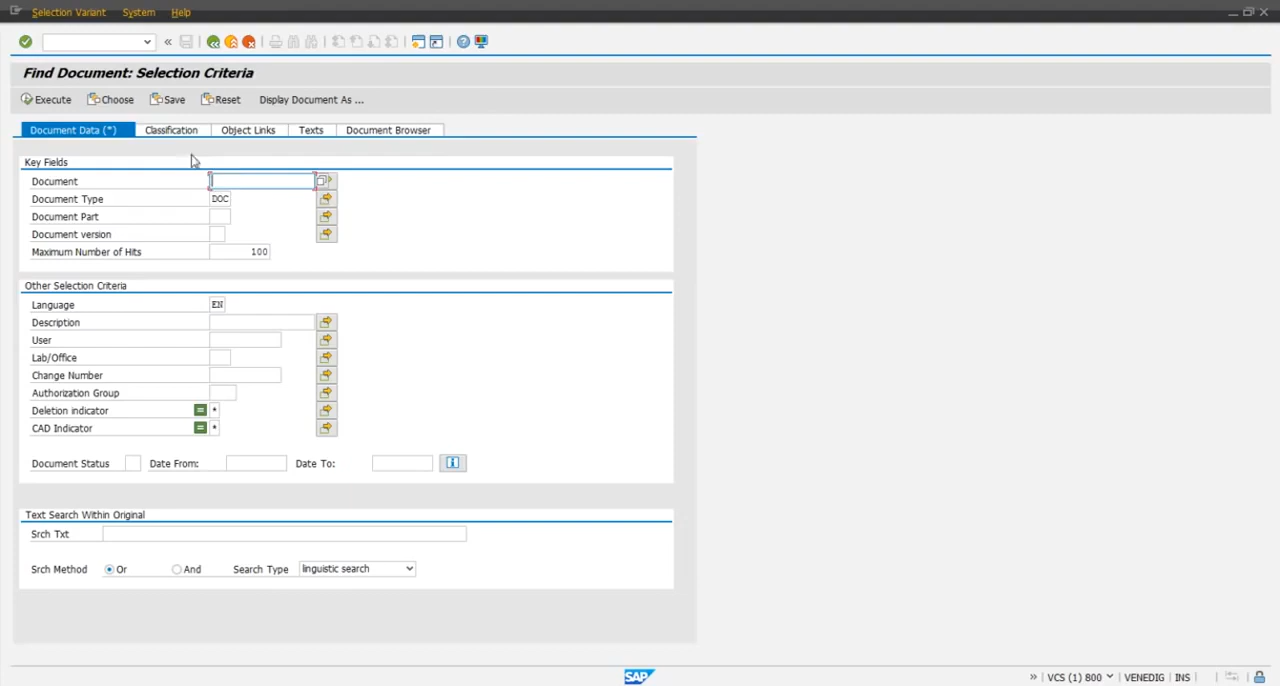 Selection Variant System Help
Find Document: Selection Criteria
Execute Choose Save Reset Display Document As ...
Document Data (*) Classification Object Links Texts Document Browser
Key Fields
Document
Document Type DOC
Document Part
Document version
Maximum Number of Hits 100
Other Selection Criteria
Language EN
Description
User
Lab/Office
Change Number
Authorization Group
Deletion indicator = *
CAD Indicator = *
Document Status Date From: Date To:
Text Search Within Original
Srch Txt
Srch Method Or And Search Type linguistic search
SAP » VCS (1) 800 VENEDIG INS